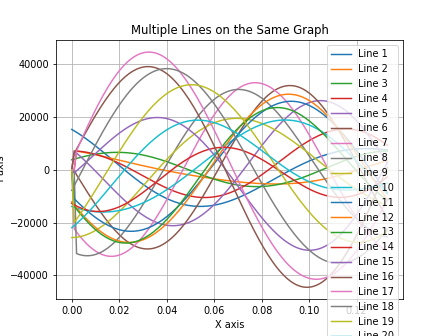 Multiple Lines on the Same Graph
40000
20000
0
−20000
−40000
0.00
0.02
0.04
0.06
0.08
0.10
X axis
axis
Line 1
Line 2
Line 3
Line 4
Line 5
Line 6
Line 7
Line 8
Line 9
Line 10
Line 11
Line 12
Line 13
Line 14
Line 15
Line 16
Line 17
Line 18
Line 19
Line 20